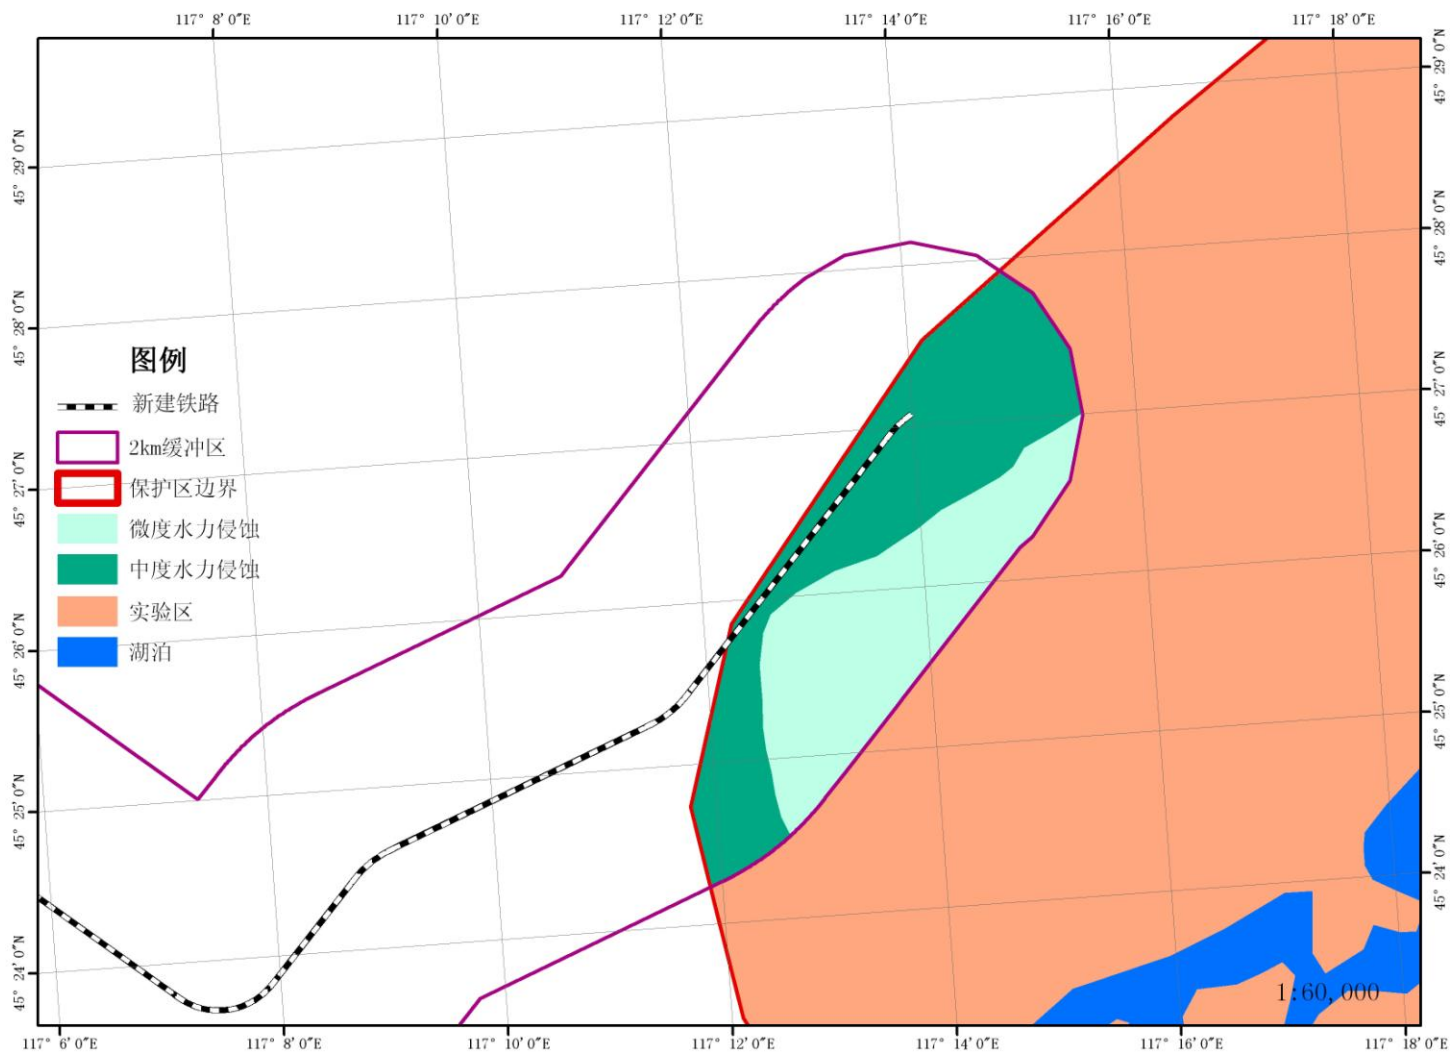 117° 8′ 0″E
117° 10′ 0″E
117° 12′ 0″E
117° 14′ 0″E
117° 16′ 0″E
117° 18′ 0″E
45° 29′ 0″N
45° 28′ 0″N
45° 27′ 0″N
45° 26′ 0″N
45° 25′ 0″N
45° 24′ 0″N
图例
新建铁路
2km缓冲区
保护区边界
微度水力侵蚀
中度水力侵蚀
实验区
湖泊
45° 29′ 0″N
45° 28′ 0″N
45° 27′ 0″N
45° 26′ 0″N
45° 25′ 0″N
45° 24′ 0″N
1:60,000
117° 6′ 0″E
117° 8′ 0″E
117° 10′ 0″E
117° 12′ 0″E
117° 14′ 0″E
117° 16′ 0″E
117° 18′ 0″E